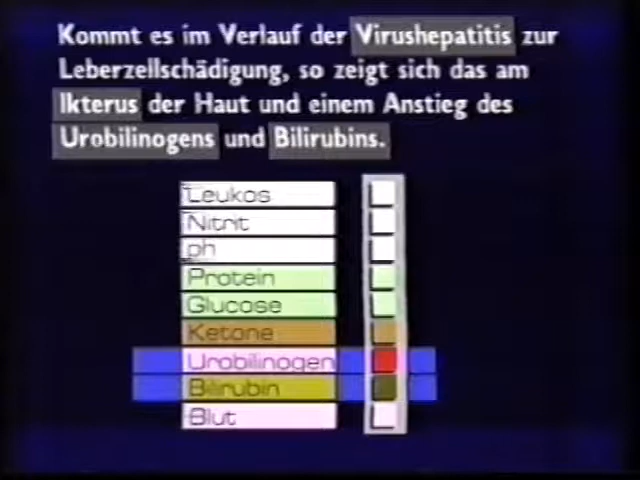 Kommt es im Verlauf der Virushepatitis zur
Leberzellschädigung, so zeigt sich das am
Ikterus der Haut und einem Anstieg des
Urobilinogens und Bilirubins.
Leukos
Nitrit
ph
Protein
Glucose
Ketone
Urobilinogen
Bilirubin
Blut